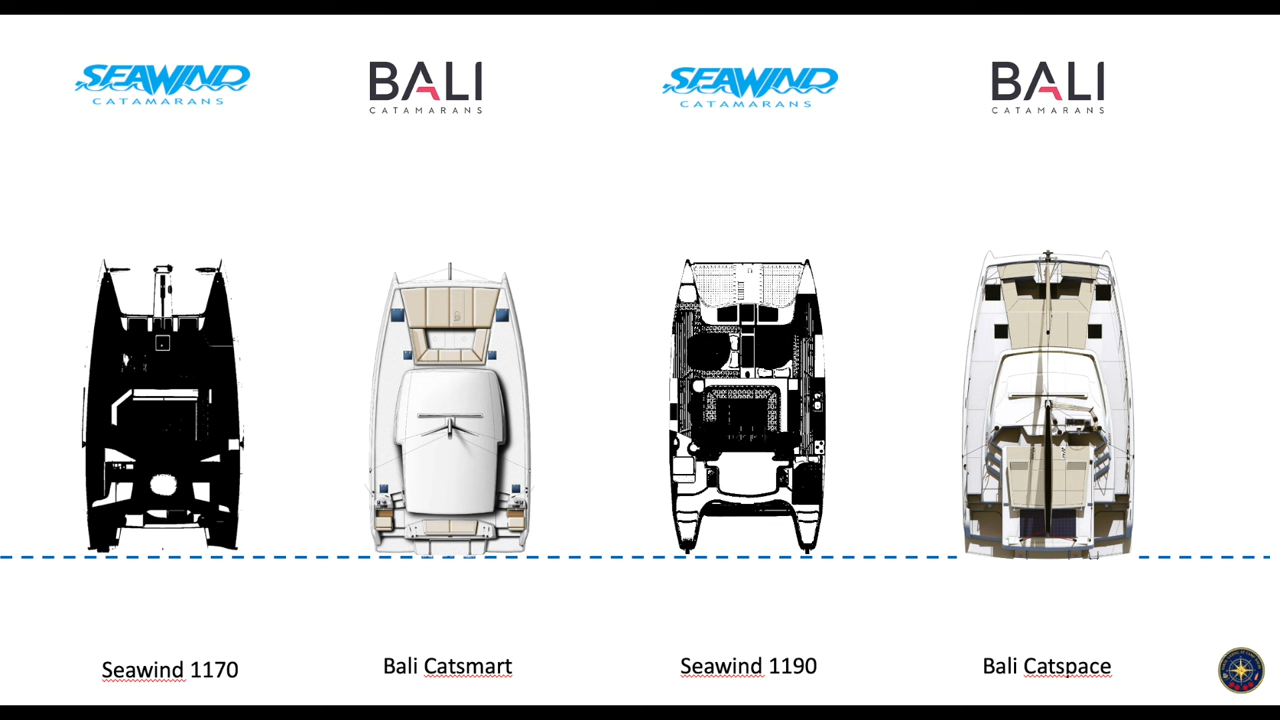 SEAWIND
CATAMARANS
BALI
CATAMARANS
SEAWIND
CATAMARANS
BALI
CATAMARANS
Seawind 1170
Bali Catsmart
Seawind 1190
Bali Catspace